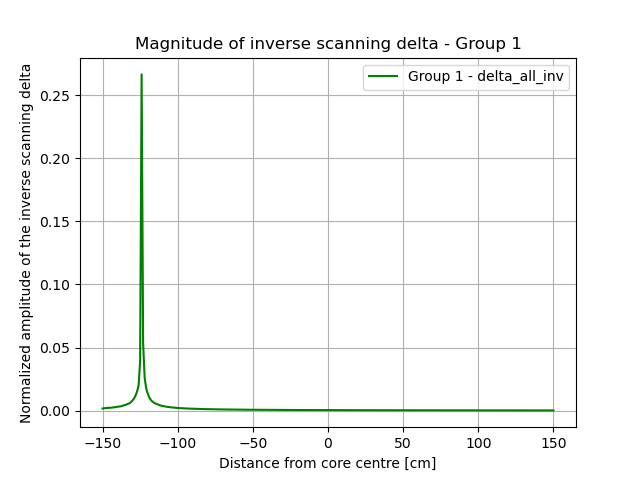 Magnitude of inverse scanning delta - Group 1
Group 1 - delta_all_inv
Normalized amplitude of the inverse scanning delta
0.25
0.20
0.15
0.10
0.05
0.00
−150 −100 −50 0 50 100 150
Distance from core centre [cm]